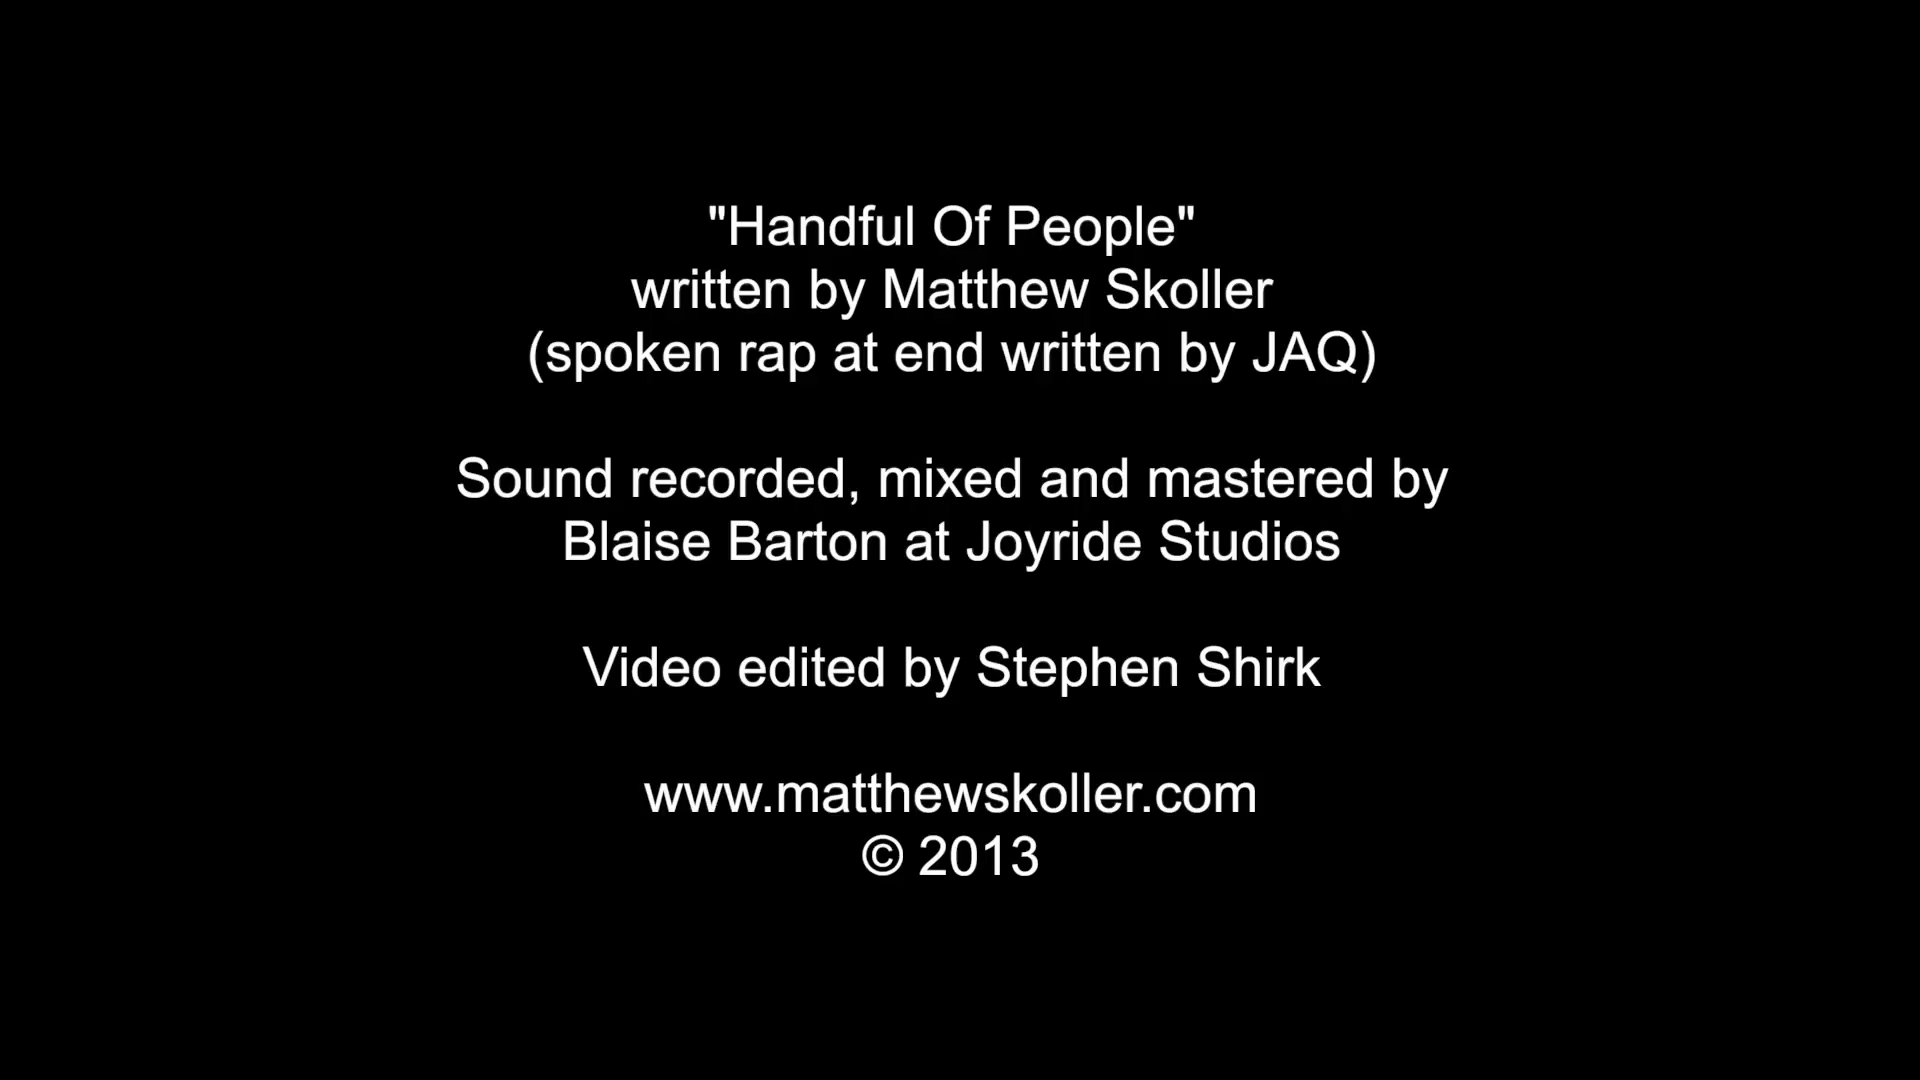 "Handful Of People"
written by Matthew Skoller
(spoken rap at end written by JAQ)
Sound recorded, mixed and mastered by
Blaise Barton at Joyride Studios
Video edited by Stephen Shirk
www.matthewskoller.com
© 2013